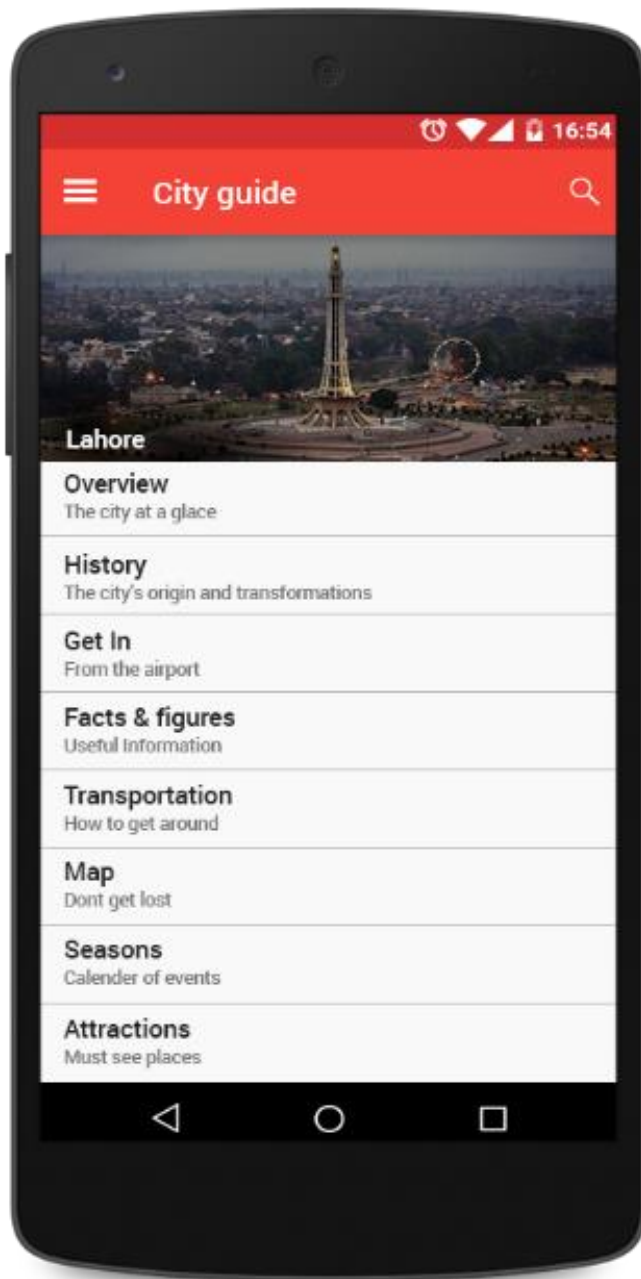 16:54
City guide
Lahore
Overview
The city at a glace
History
The city's origin and transformations
Get In
From the airport
Facts & figures
Useful Information
Transportation
How to get around
Map
Dont get lost
Seasons
Calender of events
Attractions
Must see places